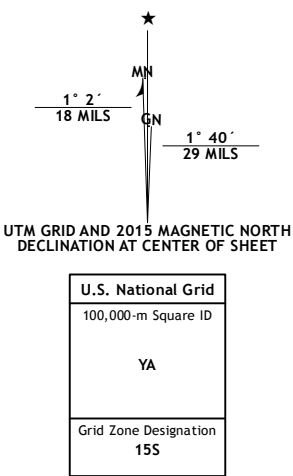 ★
MN
1° 2´
18 MILS
GN
1° 40´
29 MILS
UTM GRID AND 2015 MAGNETIC NORTH
DECLINATION AT CENTER OF SHEET
U.S. National Grid
100,000-m Square ID
YA
Grid Zone Designation
15S